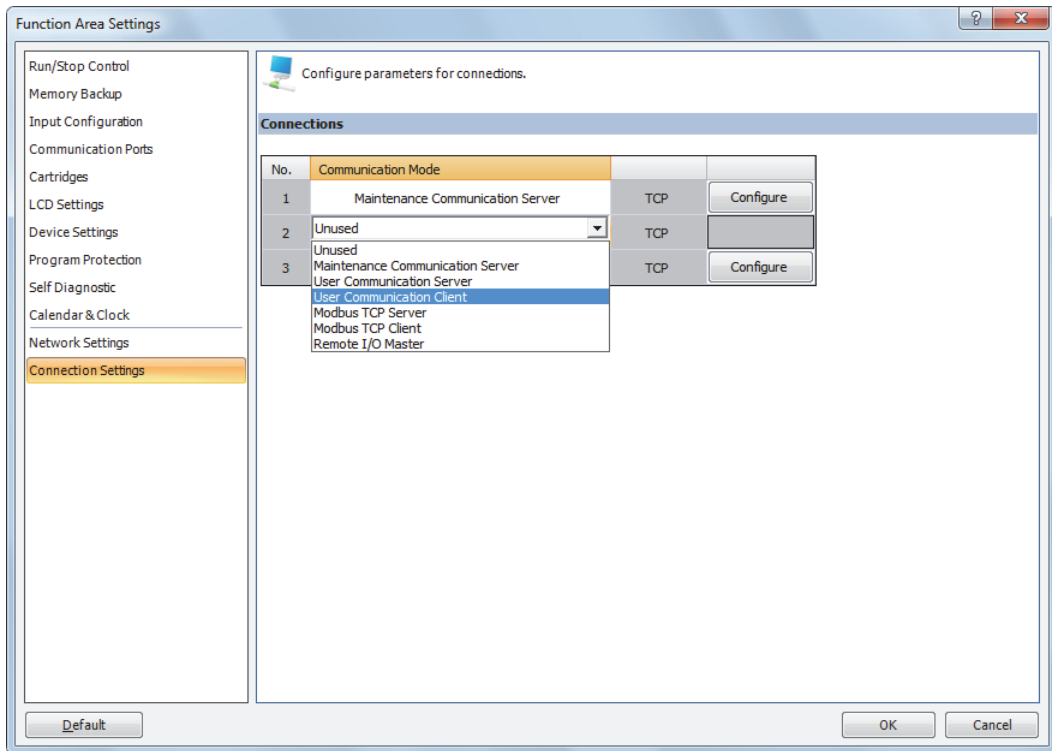 Function Area Settings
?
X
Run/Stop Control
Memory Backup
Input Configuration
Communication Ports
Cartridges
LCD Settings
Device Settings
Program Protection
Self Diagnostic
Calendar & Clock
Network Settings
Connection Settings
Configure parameters for connections.
Connections
No. Communication Mode
1 Maintenance Communication Server TCP Configure
2 Unused TCP
3 TCP Configure
Unused
Maintenance Communication Server
User Communication Server
User Communication Client
Modbus TCP Server
Modbus TCP Client
Remote I/O Master
Default
OK
Cancel